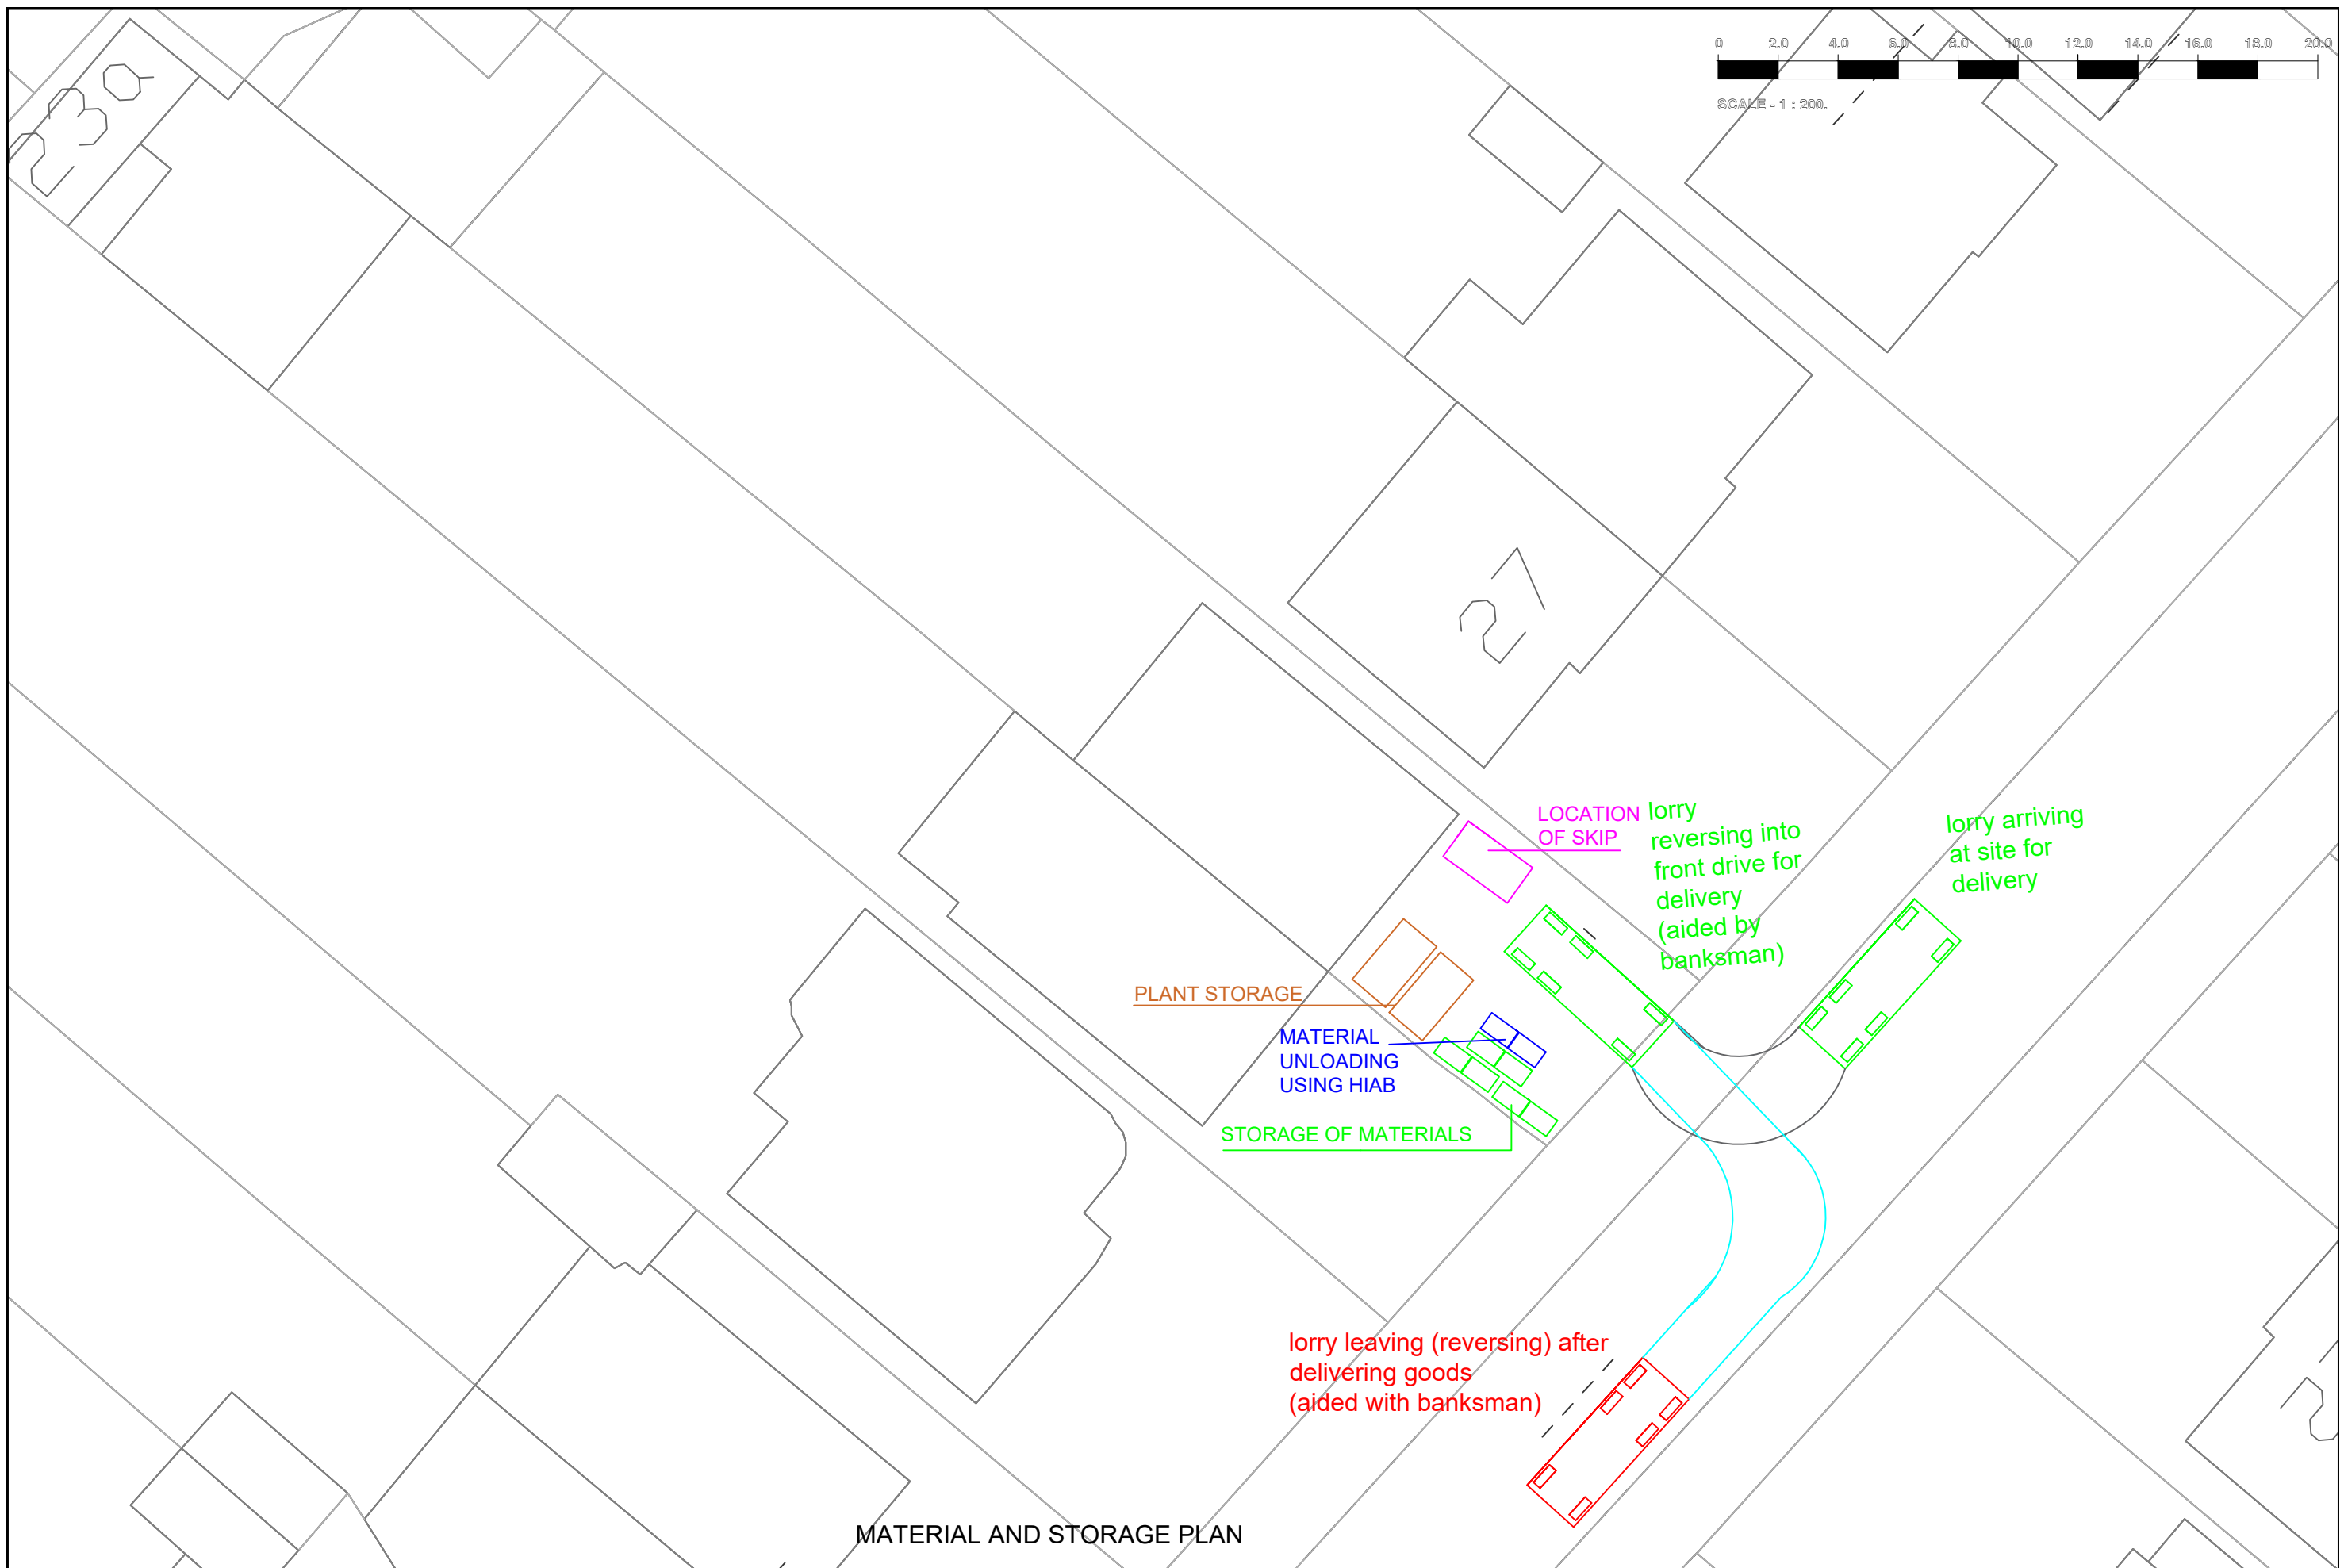 0 2.0 4.0 6.0 8.0 10.0 12.0 14.0 16.0 18.0 20.0
SCALE - 1 : 200.
33a
27
LOCATION
OF SKIP
lorry
reversing into
front drive for
delivery
(aided by
banksman)
lorry arriving
at site for
delivery
PLANT STORAGE
MATERIAL
UNLOADING
USING HIAB
STORAGE OF MATERIALS
lorry leaving (reversing) after
delivering goods
(aided with banksman)
MATERIAL AND STORAGE PLAN